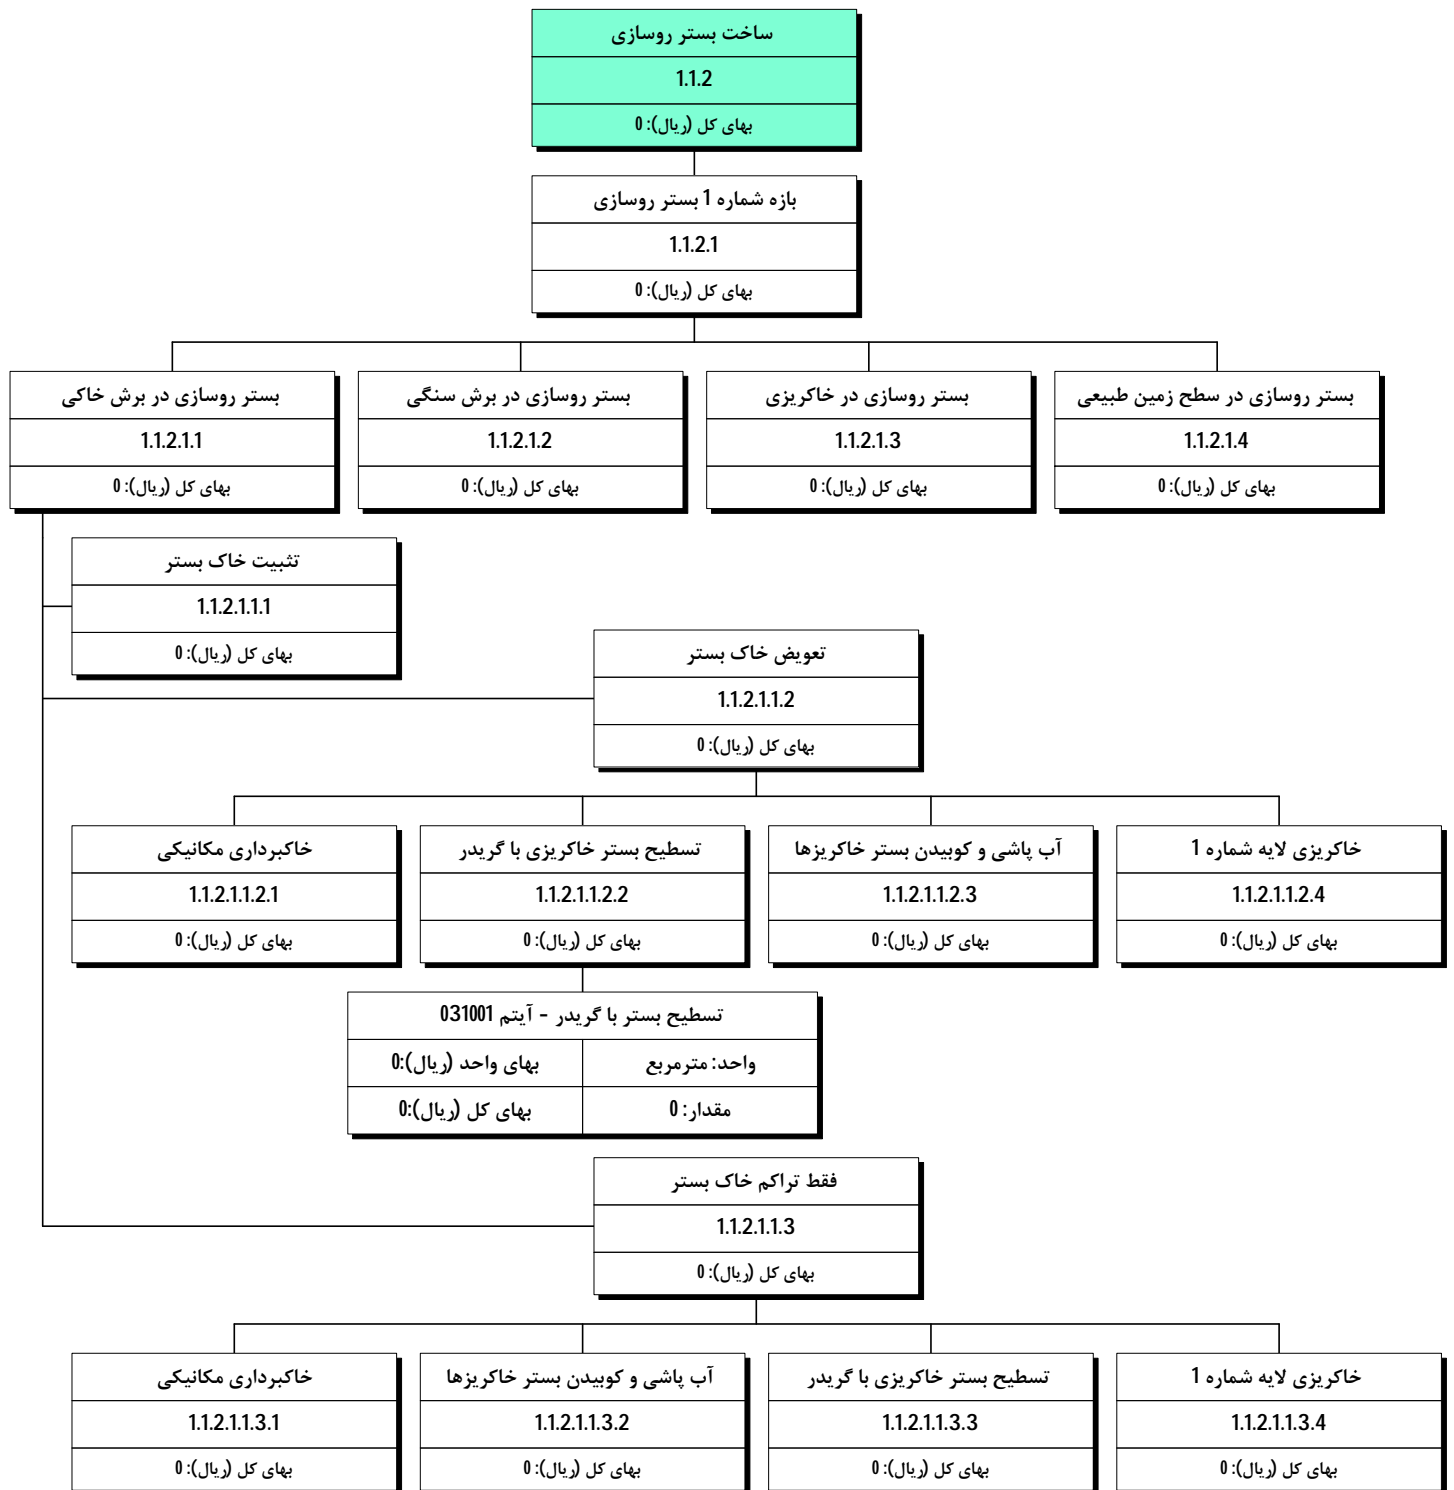 ساخت بستر روسازی
1.1.2
بهای کل (ریال): 0
بازه شماره 1 بستر روسازی
1.1.2.1
بهای کل (ریال): 0
بستر روسازی در برش خاکی
1.1.2.1.1
بهای کل (ریال): 0
بستر روسازی در برش سنگی
1.1.2.1.2
بهای کل (ریال): 0
بستر روسازی در خاکریزی
1.1.2.1.3
بهای کل (ریال): 0
بستر روسازی در سطح زمین طبیعی
1.1.2.1.4
بهای کل (ریال): 0
تثبیت خاک بستر
1.1.2.1.1.1
بهای کل (ریال): 0
تعویض خاک بستر
1.1.2.1.1.2
بهای کل (ریال): 0
خاکبرداری مکانیکی
1.1.2.1.1.2.1
بهای کل (ریال): 0
تسطیح بستر خاکریزی با گریدر
1.1.2.1.1.2.2
بهای کل (ریال): 0
آب پاشی و کوبیدن بستر خاکریزها
1.1.2.1.1.2.3
بهای کل (ریال): 0
خاکریزی لایه شماره 1
1.1.2.1.1.2.4
بهای کل (ریال): 0
تسطیح بستر با گریدر - آیتم 031001
واحد: مترمربع
بهای واحد (ریال):0
مقدار: 0
بهای کل (ریال):0
فقط تراکم خاک بستر
1.1.2.1.1.3
بهای کل (ریال): 0
خاکبرداری مکانیکی
1.1.2.1.1.3.1
بهای کل (ریال): 0
آب پاشی و کوبیدن بستر خاکریزها
1.1.2.1.1.3.2
بهای کل (ریال): 0
تسطیح بستر خاکریزی با گریدر
1.1.2.1.1.3.3
بهای کل (ریال): 0
خاکریزی لایه شماره 1
1.1.2.1.1.3.4
بهای کل (ریال): 0